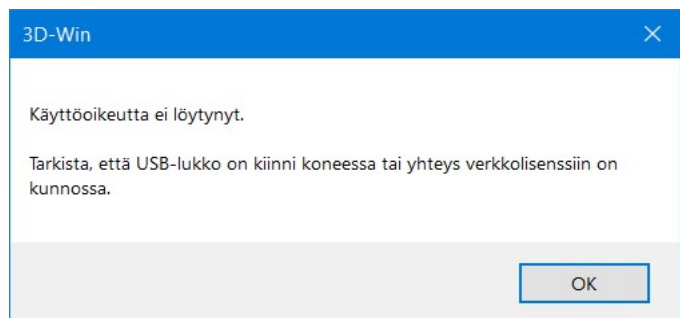 3D-Win
Käyttöoikeutta ei löytynyt.
Tarkista, että USB-lukko on kiinni koneessa tai yhteys verkkolisenssiin on
kunnossa.
OK